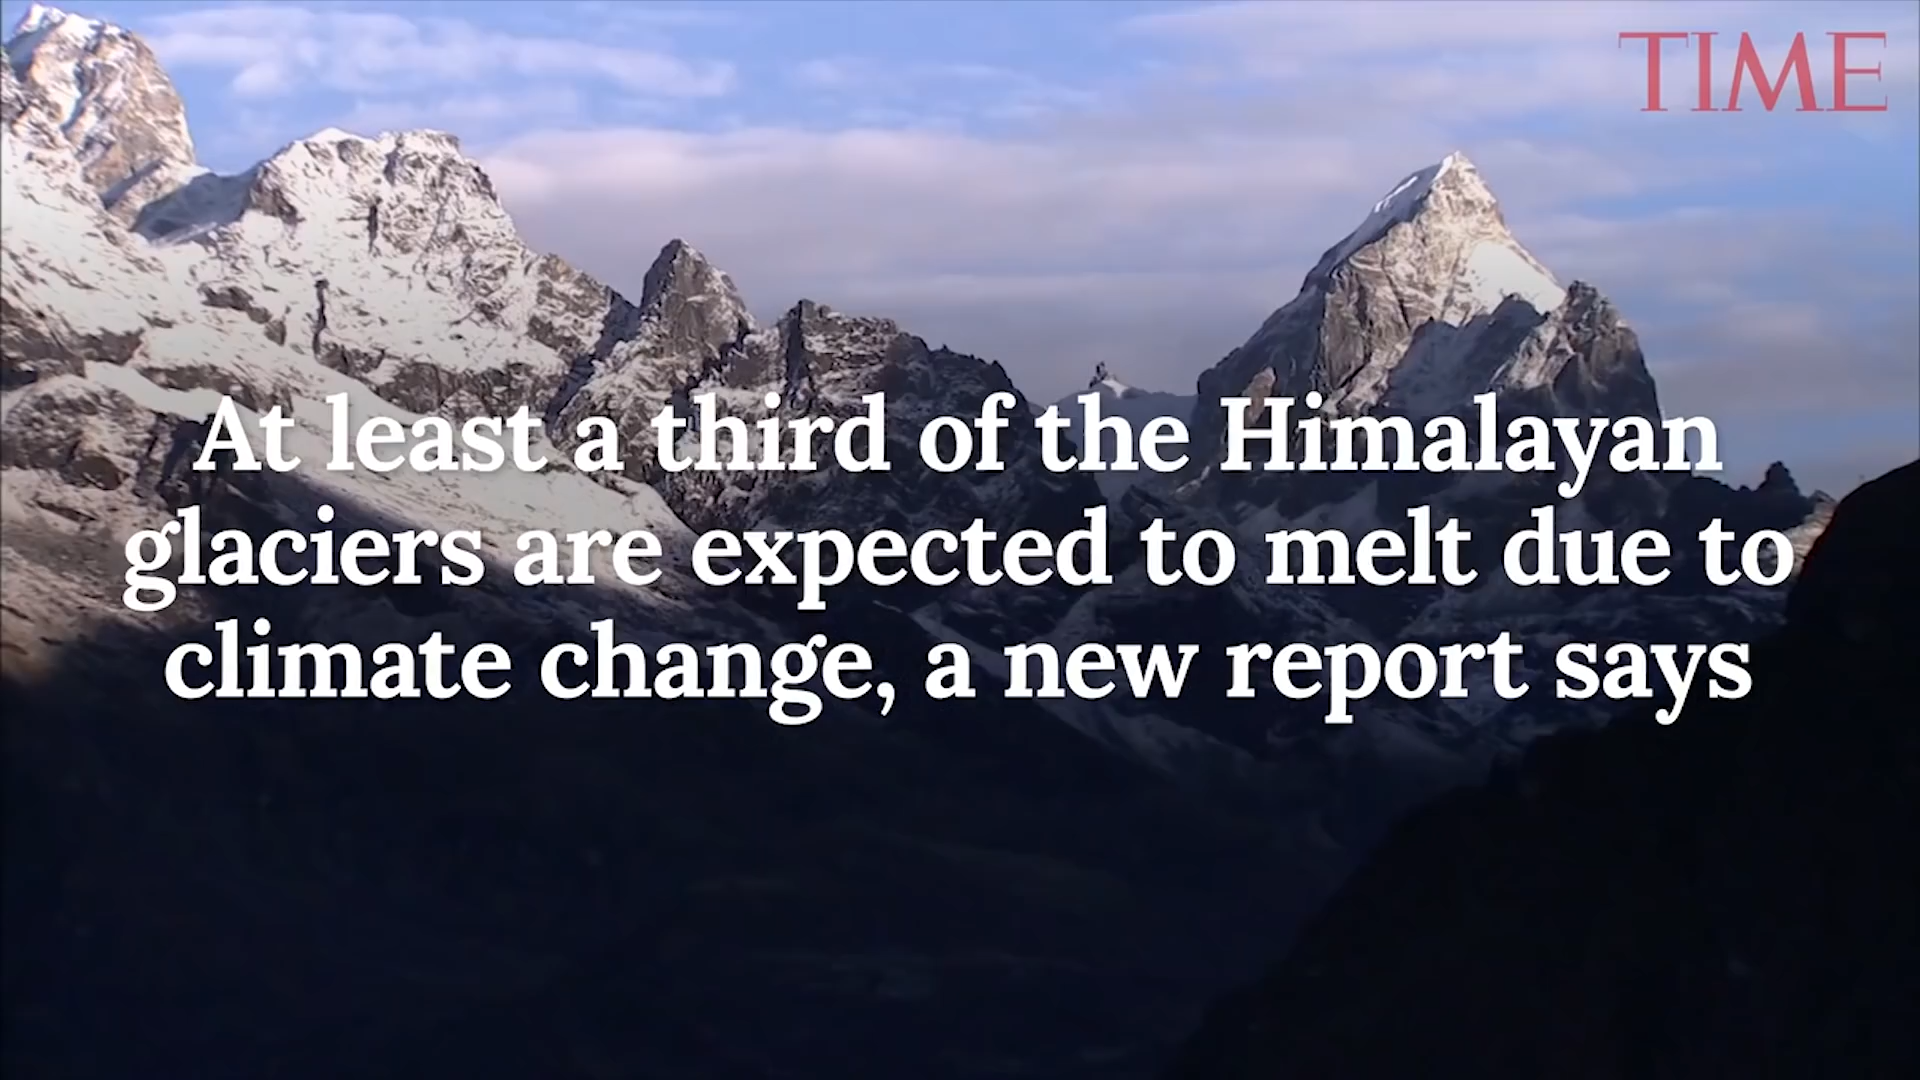 TIME
At least a third of the Himalayan
glaciers are expected to melt due to
climate change, a new report says